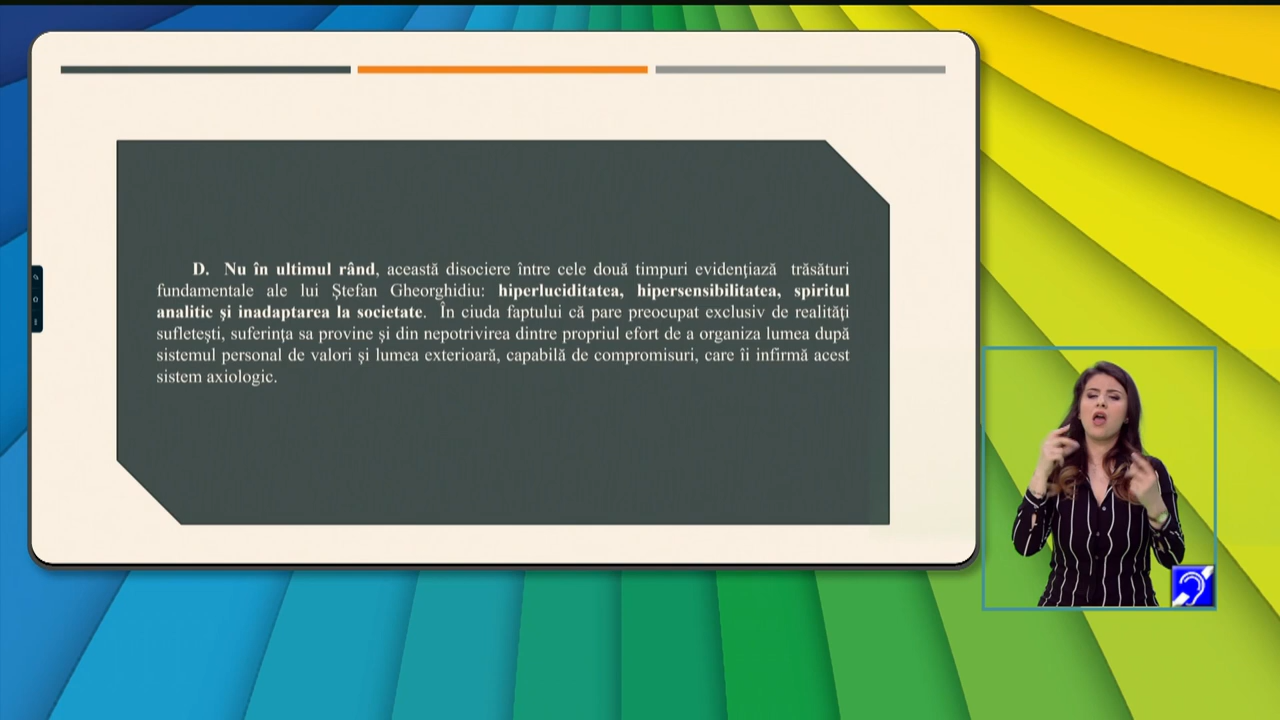 D. Nu în ultimul rând, această disociere între cele două timpuri evidenţiază trăsături
fundamentale ale lui Ştefan Gheorghidiu: hiperluciditatea, hipersensibilitatea, spiritul
analitic şi inadaptarea la societate. În ciuda faptului că pare preocupat exclusiv de realităţi
sufleteşti, suferinţa sa provine şi din nepotrivirea dintre propriul efort de a organiza lumea după
sistemul personal de valori şi lumea exterioară, capabilă de compromisuri, care îi infirmă acest
sistem axiologic.